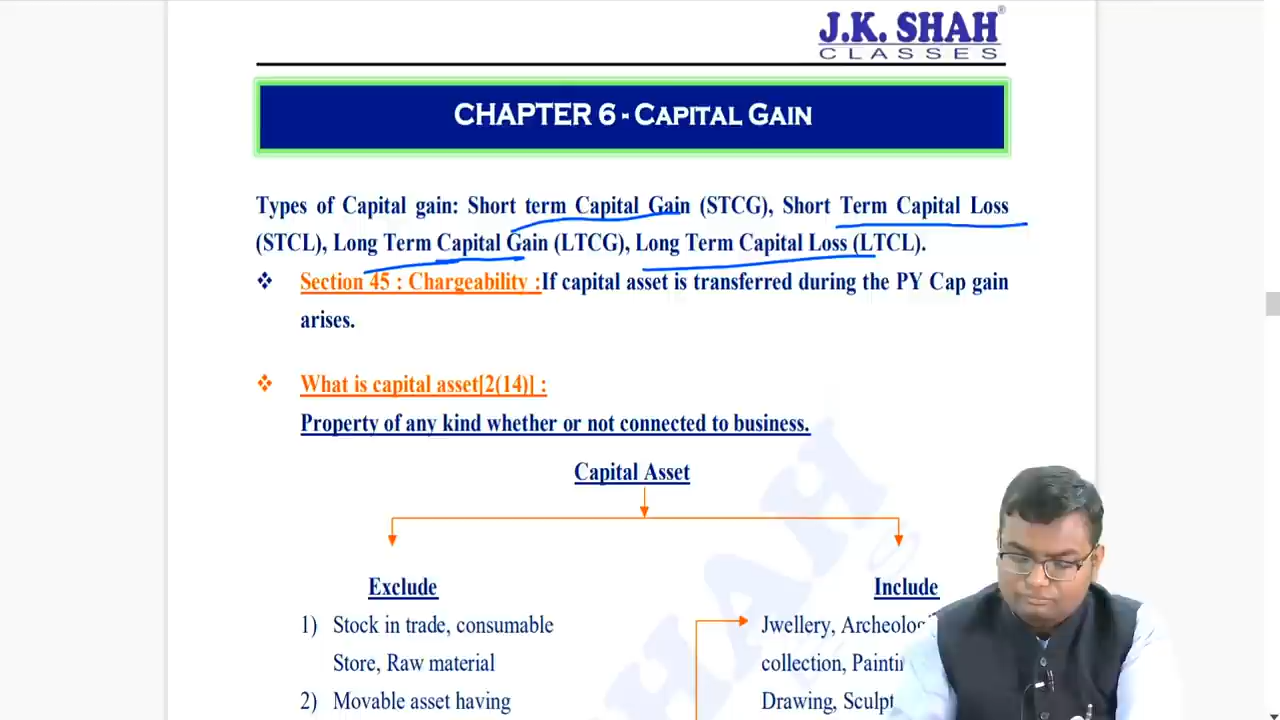 J.K. SHAH®
CLASSES
CHAPTER 6 - CAPITAL GAIN
Types of Capital gain: Short term Capital Gain (STCG), Short Term Capital Loss
(STCL), Long Term Capital Gain (LTCG), Long Term Capital Loss (LTCL).
❖ Section 45 : Chargeability :If capital asset is transferred during the PY Cap gain
arises.
❖ What is capital asset[2(14)] :
Property of any kind whether or not connected to business.
Capital Asset
Exclude Include
1) Stock in trade, consumable Jwellery,
Store, Raw material collection,
2) Movable asset having Drawing,
SHAH